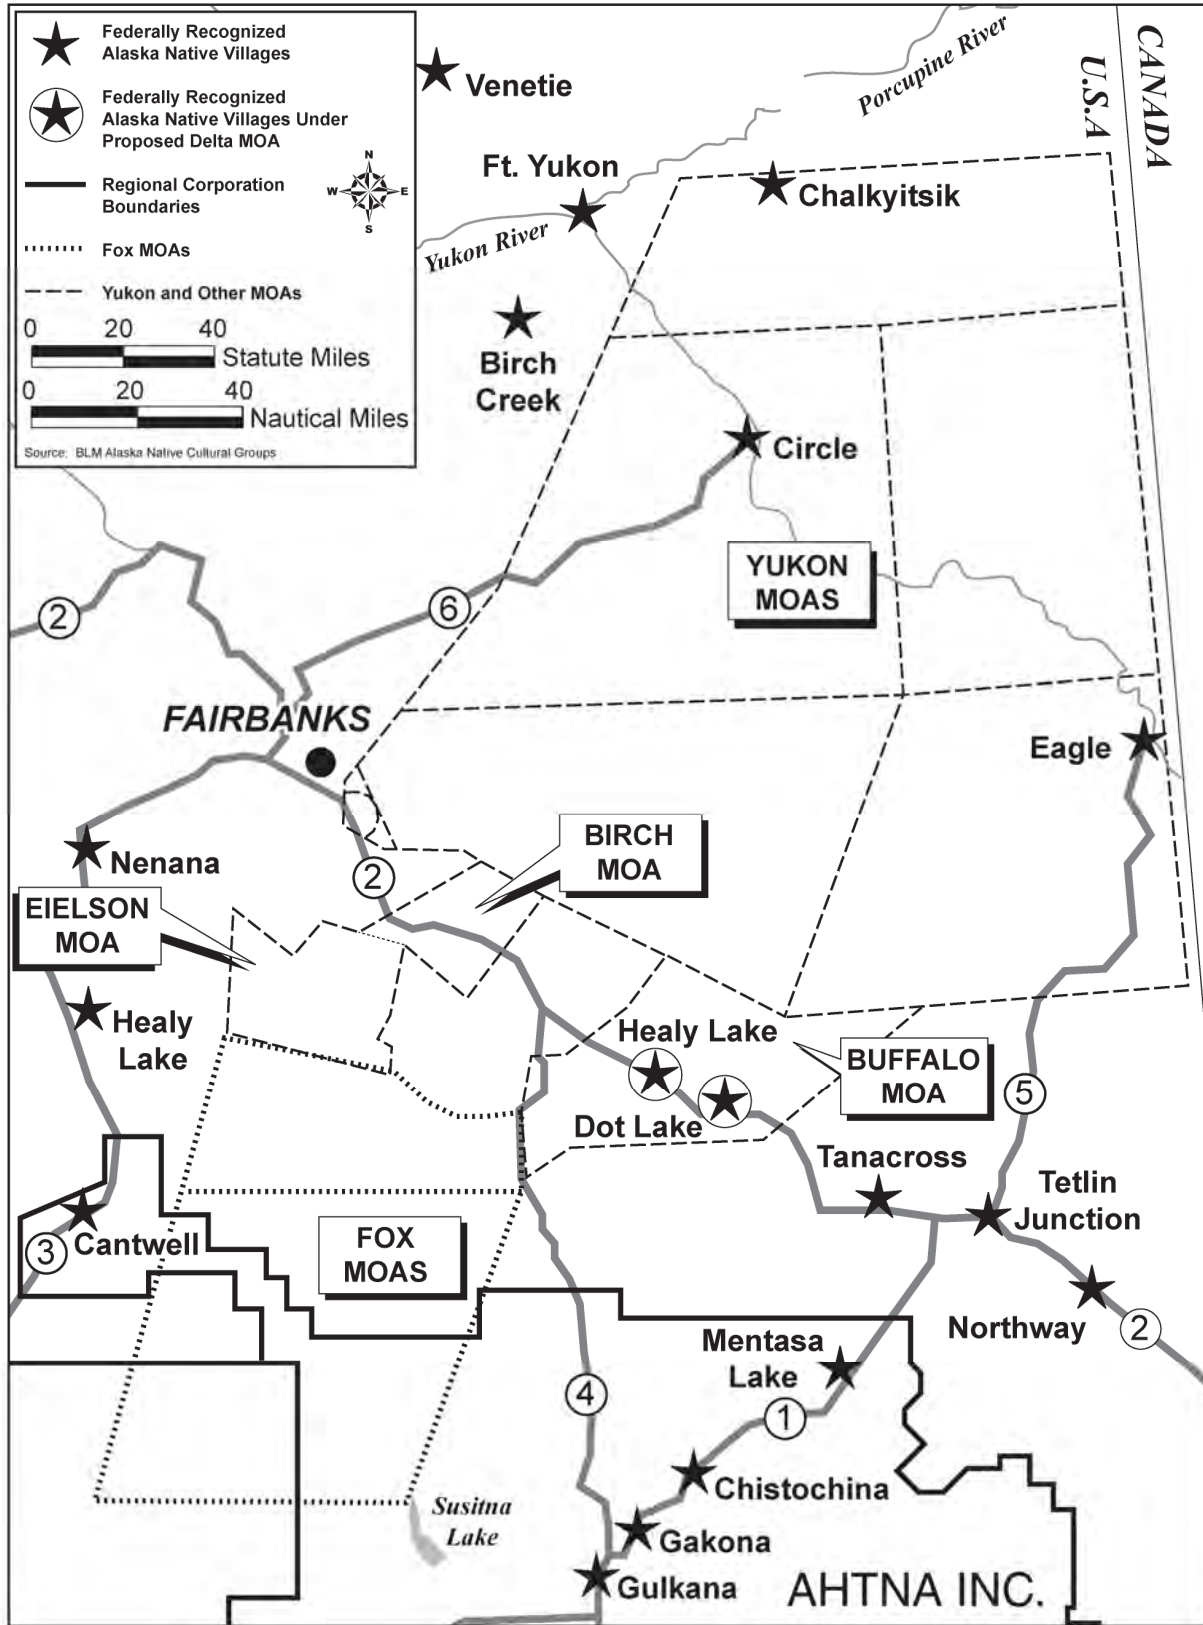 Federally Recognized
Alaska Native Villages
Federally Recognized
Alaska Native Villages Under
Proposed Delta MOA
N
W E
S
Regional Corporation
Boundaries
Fox MOAs
Yukon and Other MOAs
0 20 40
Statute Miles
0 20 40
Nautical Miles
Source: BLM Alaska Native Cultural Groups
Venetie
Porcupine River
U.S.A
CANADA
Ft. Yukon
Chalkyitsik
Yukon River
Birch
Creek
Circle
YUKON
MOAS
2
6
FAIRBANKS
Eagle
BIRCH
MOA
Nenana
2
EIELSON
MOA
Healy
Lake
Healy Lake
BUFFALO
MOA
5
Dot Lake
Tanacross
Tetlin
Junction
Cantwell
3
FOX
MOAS
Northway
2
Mentasa
Lake
4
1
Chistochina
Susitna
Lake
Gakona
Gulkana
AHTNA INC.